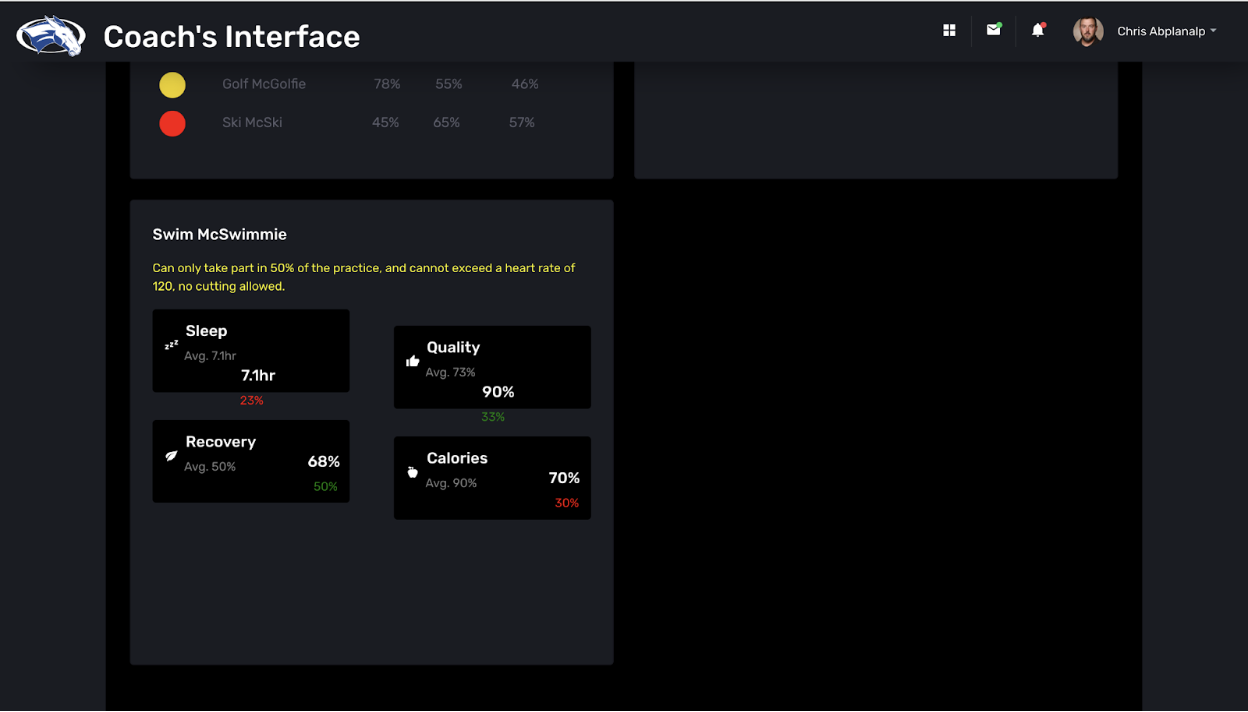 Coach's Interface
Chris Abplanalp
Golf McGolfie 78% 55% 46%
Ski McSki 45% 65% 57%
Swim McSwimmie
Can only take part in 50% of the practice, and cannot exceed a heart rate of
120, no cutting allowed.
zzz
Sleep
Avg. 7.1hr
7.1hr
23%
Quality
Avg. 73%
90%
33%
Recovery
Avg. 50%
68%
50%
Calories
Avg. 90%
70%
30%